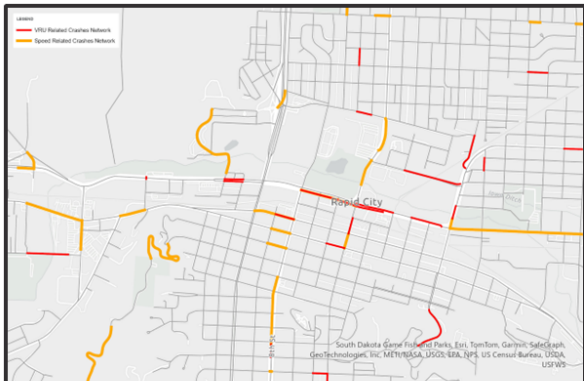 Legend
VRU Related Crashes Network
Speed Related Crashes Network
Rapid City
South Dakota Game Fish and Parks, Esri, TomTom, Garmin, SafeGraph,
GeoTechnologies, Inc, METI/NASA, USGS, EPA, NPS, US Census Bureau, USDA,
USFWS